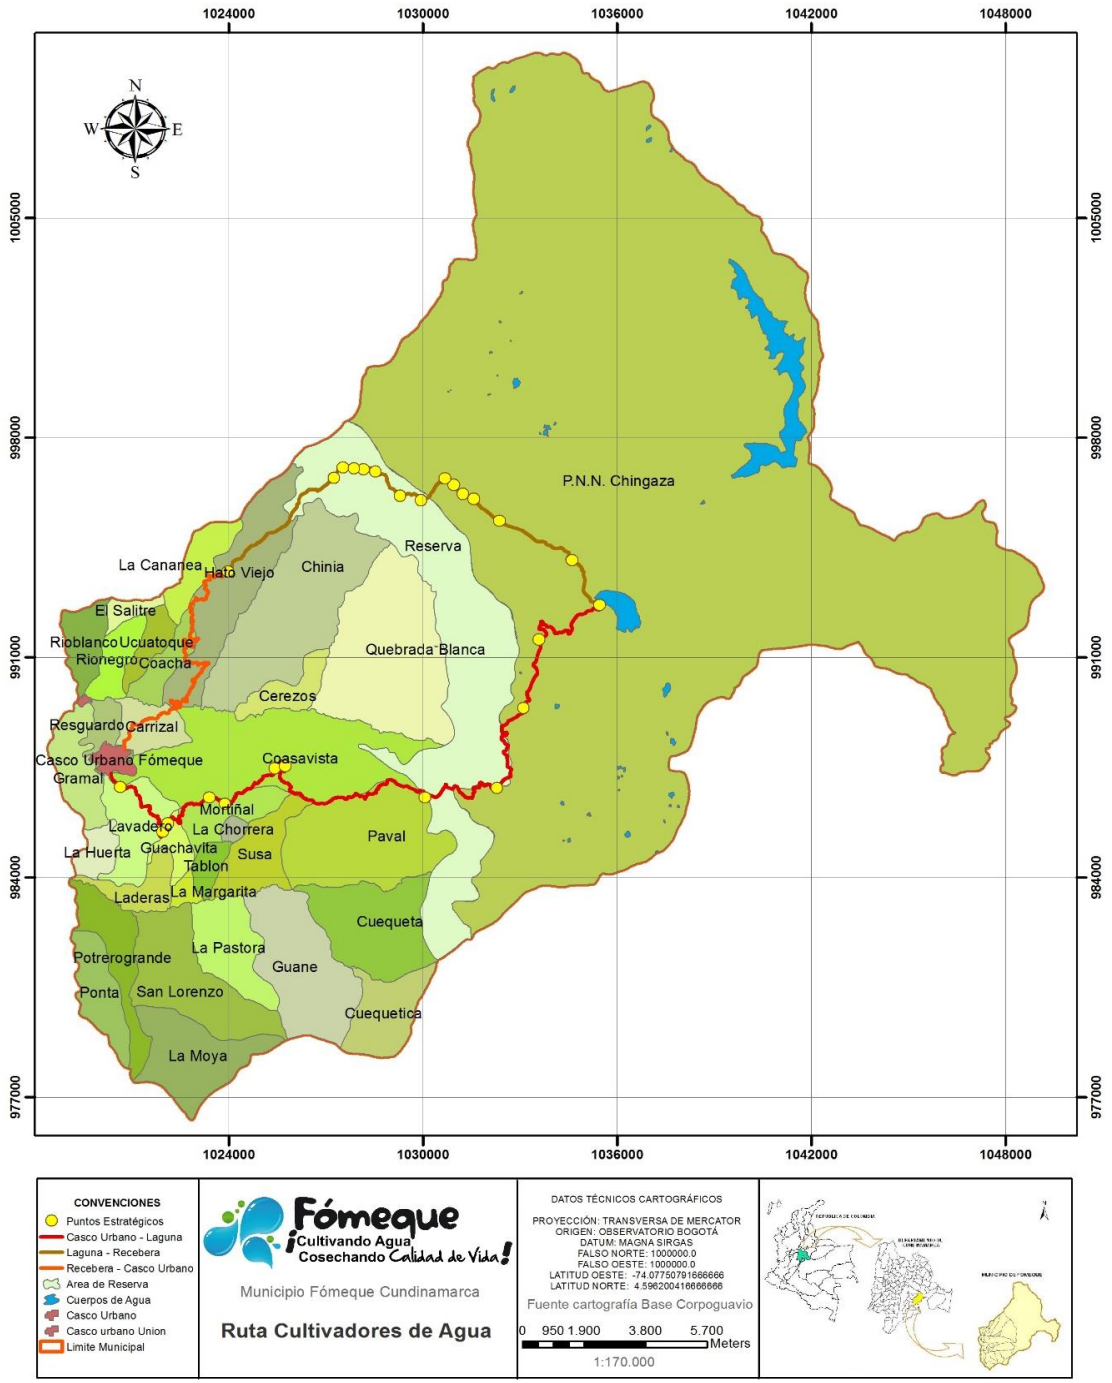 1024000 1030000 1036000 1042000 1048000
N
W E
S
1005000 1005000
998000 998000
P.N.N. Chingaza
Reserva
La Cananea
Hato Viejo
Chinia
El Salitre
Rioblanco Ucuatoque
Quebrada Blanca
991000 991000
Rionegro Coacha
Cerezos
Resguardo Carrizal
Casco Urbano Fómeque
Coasavista
Gramal
Mortiñal
Lavadero
La Chorrera
Paval
Guachavita
La Huerta
Susa
Tablon
984000 984000
Laderas La Margarita
Cuequeta
La Pastora
Potrerogrande
Guane
Ponta
San Lorenzo
Cuequetica
La Moya
977000 977000
1024000 1030000 1036000 1042000 1048000
CONVENCIONES
Puntos Estratégicos
Casco Urbano - Laguna
Laguna - Recebera
Recebera - Casco Urbano
Area de Reserva
Cuerpos de Agua
Casco Urbano
Casco urbano Union
Limite Municipal
Fómeque
¡Cultivando Agua
Cosechando Calidad de Vida!
Municipio Fómeque Cundinamarca
Ruta Cultivadores de Agua
DATOS TÉCNICOS CARTOGRÁFICOS
PROYECCIÓN: TRANSVERSA DE MERCATOR
ORIGEN: OBSERVATORIO BOGOTÁ
DATUM: MAGNA SIRGAS
FALSO NORTE: 1000000.0
FALSO OESTE: 1000000.0
LATITUD OESTE: -74.07750791666666
LATITUD NORTE: 4.596200416666666
Fuente cartografía Base Corpoguavio
0 950 1.900 3.800 5.700
Meters
1:170.000
N
REPUBLICA DE COLOMBIA
MUNICIPIO DE FOMEQUE